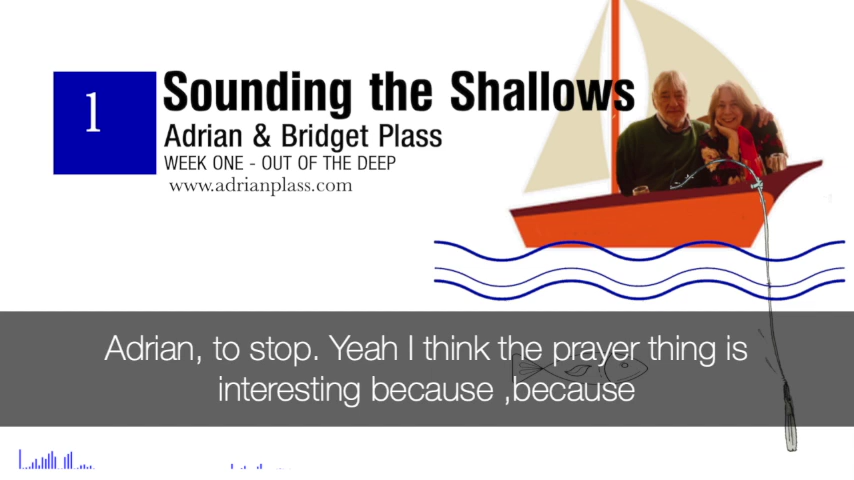 1
Sounding the Shallows
Adrian & Bridget Plass
WEEK ONE - OUT OF THE DEEP
www.adrianplass.com
Adrian, to stop. Yeah I think the prayer thing is
interesting because ,because